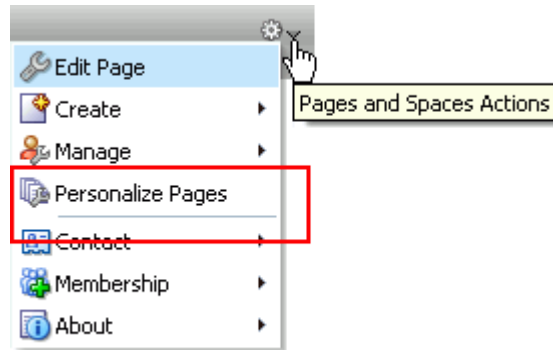 Edit Page
Pages and Spaces Actions
Create
Manage
Personalize Pages
Contact
Membership
About